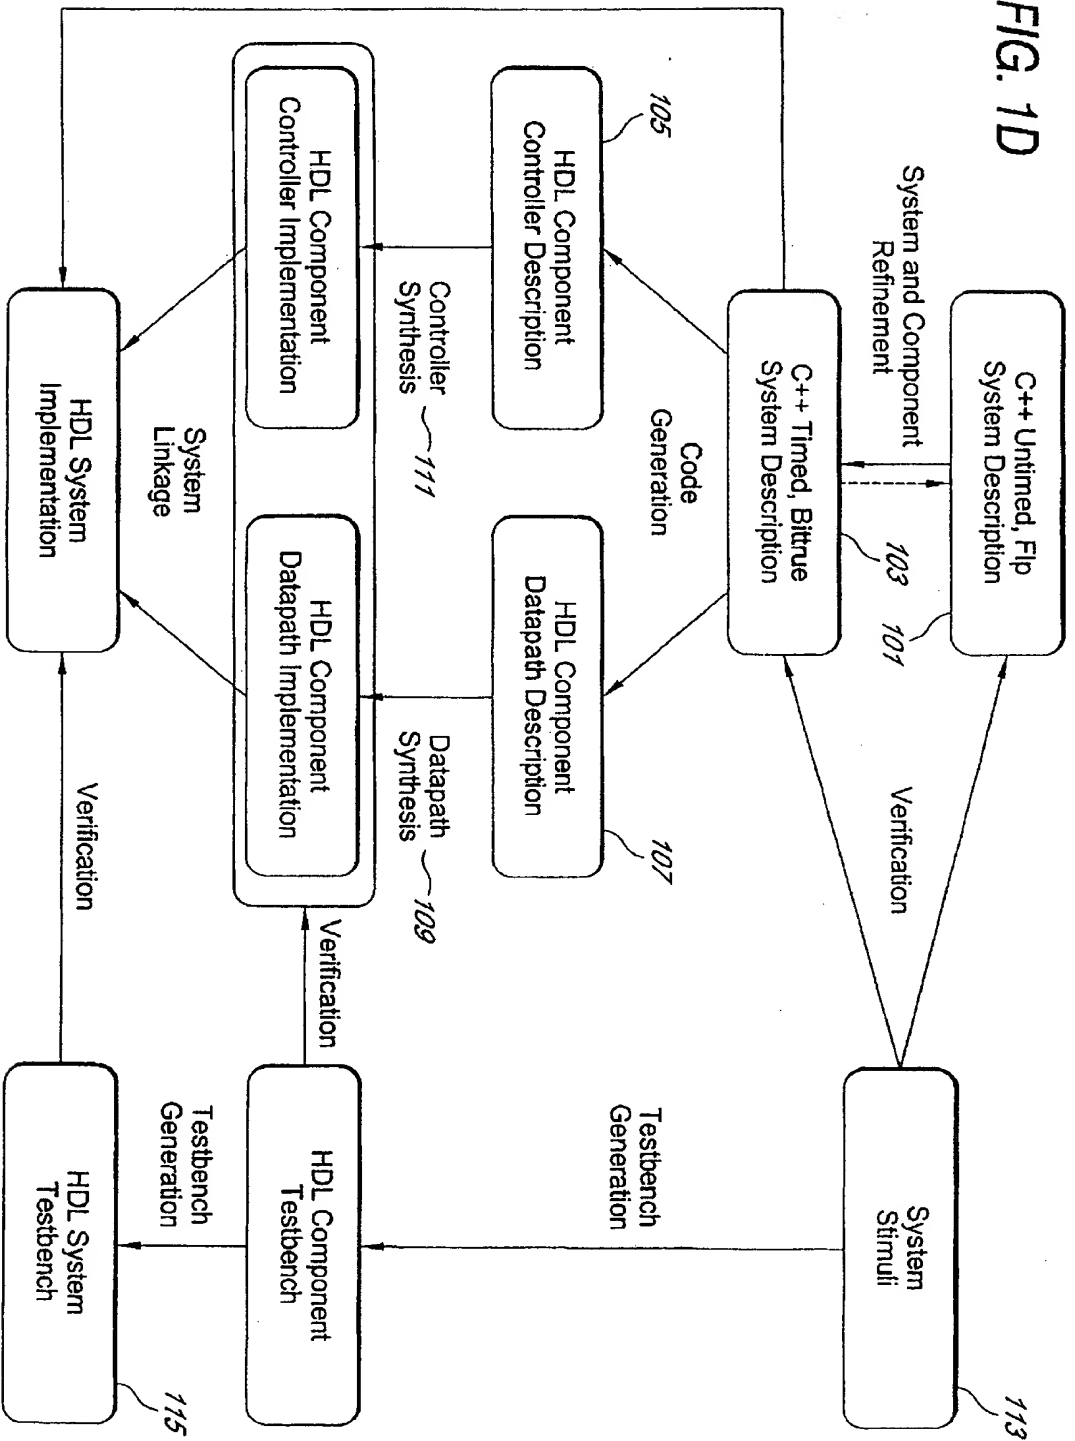 FIG. 1D
C++ Untimed, Flp
System Description
101
System and Component
Refinement
C++ Timed, Bittrue
System Description
103
Verification
System
Stimuli
113
Code
Generation
Testbench
Generation
HDL Component
Controller Description
105
HDL Component
Datapath Description
107
Controller
Synthesis
111
Datapath
Synthesis
109
HDL Component
Controller Implementation
HDL Component
Datapath Implementation
Verification
HDL Component
Testbench
System
Linkage
Testbench
Generation
HDL System
Implementation
Verification
HDL System
Testbench
115